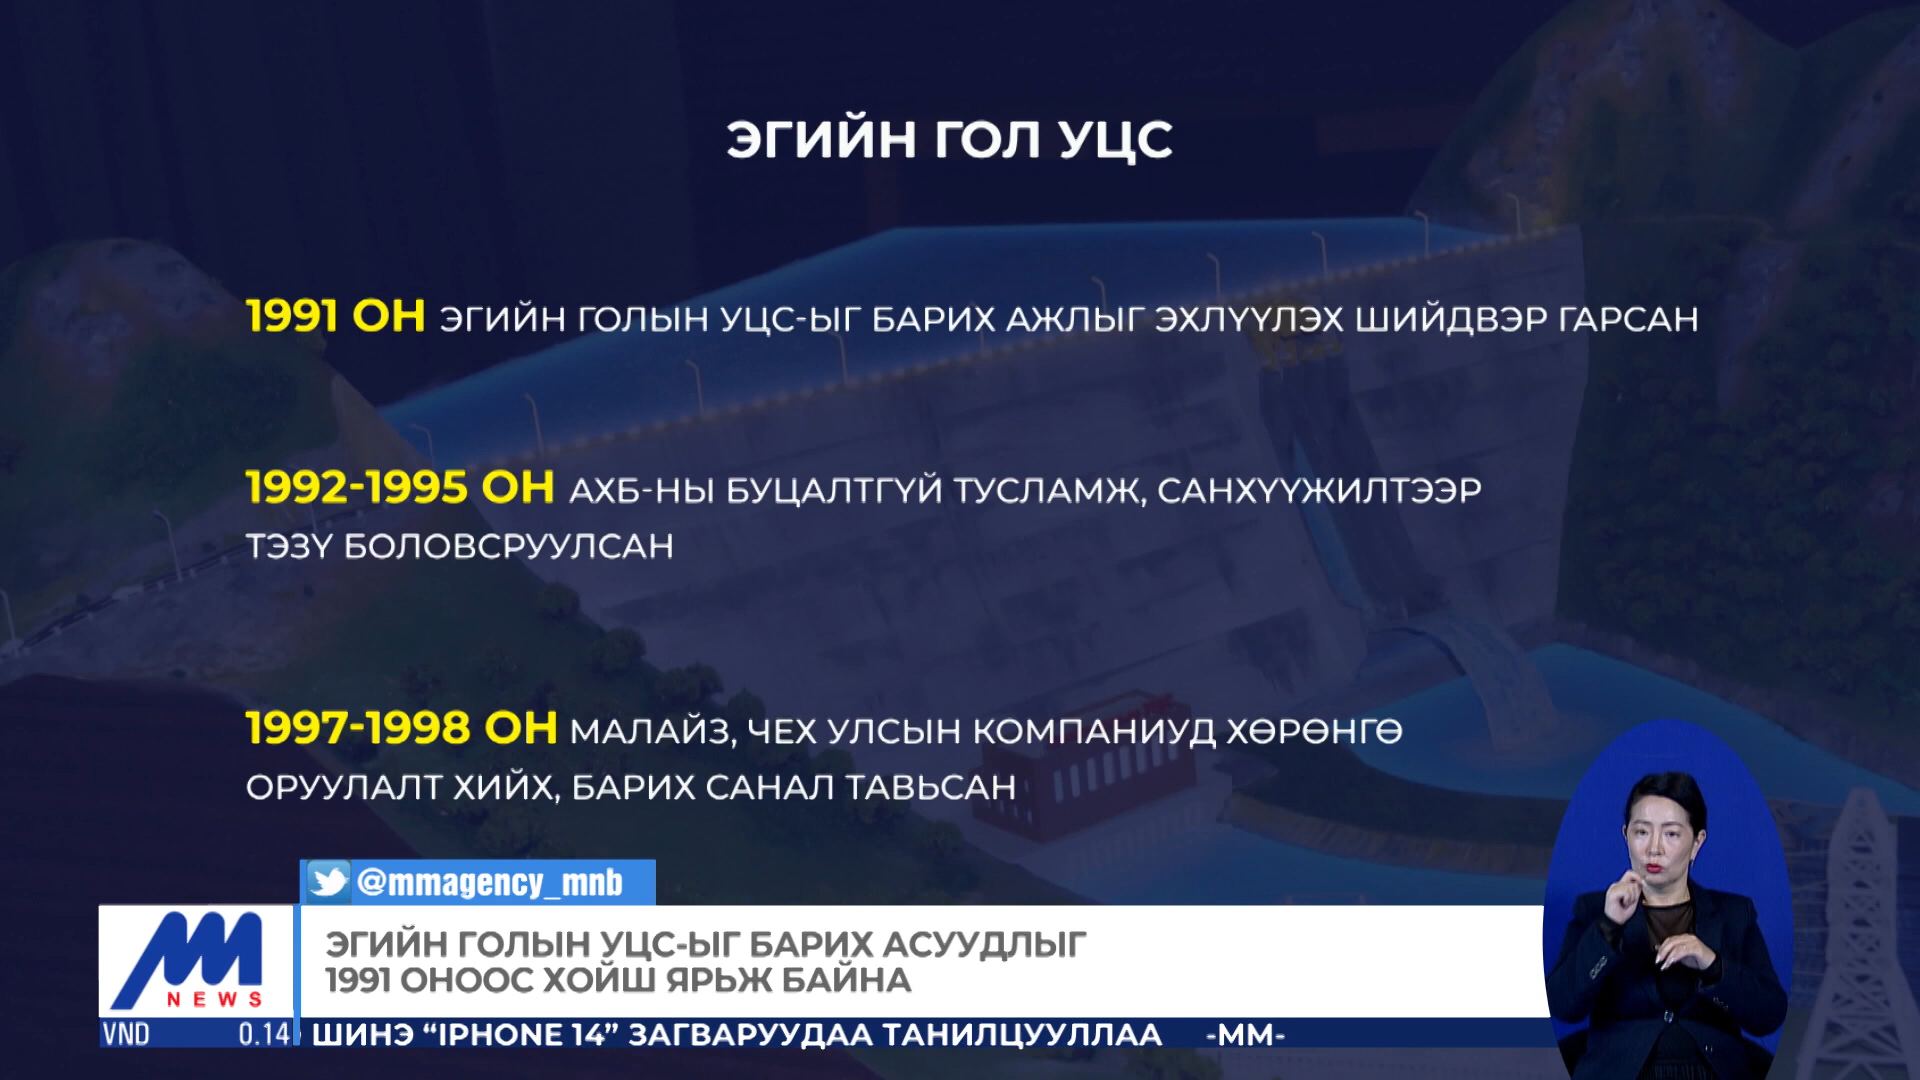 ЭГИЙН ГОЛ УЦС
1991 ОН ЭГИЙН ГОЛЫН УЦС-ЫГ БАРИХ АЖЛЫГ ЭХЛҮҮЛЭХ ШИЙДВЭР ГАРСАН
1992-1995 ОН АХБ-НЫ БУЦАЛТГҮЙ ТУСЛАМЖ, САНХҮҮЖИЛТЭЭР
ТЭЗҮ БОЛОВСРУУЛСАН
1997-1998 ОН МАЛАЙЗ, ЧЕХ УЛСЫН КОМПАНИУД ХӨРӨНГӨ
ОРУУЛАЛТ ХИЙХ, БАРИХ САНАЛ ТАВЬСАН
@mmagency_mnb
ЭГИЙН ГОЛЫН УЦС-ЫГ БАРИХ АСУУДЛЫГ
1991 ОНООС ХОЙШ ЯРЬЖ БАЙНА
MM NEWS
VND 0.14 ШИНЭ “IPHONE 14” ЗАГВАРУУДАА ТАНИЛЦУУЛЛАА -ММ-